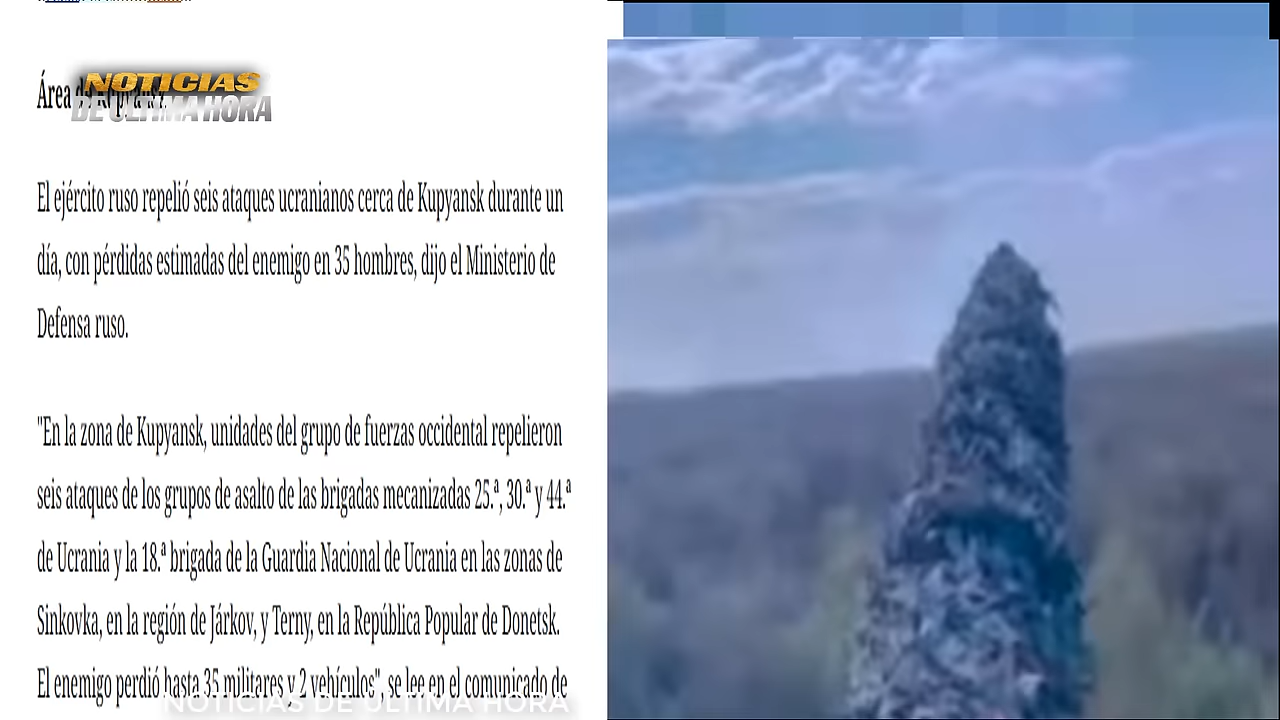 Área de Kupyansk
NOTICIAS
DE ÚLTIMA HORA
El ejército ruso repelió seis ataques ucranianos cerca de Kupyansk durante un
día, con pérdidas estimadas del enemigo en 35 hombres, dijo el Ministerio de
Defensa ruso.
"En la zona de Kupyansk, unidades del grupo de fuerzas occidental repelieron
seis ataques de los grupos de asalto de las brigadas mecanizadas 25.ª, 30.ª y 44.ª
de Ucrania y la 18.ª brigada de la Guardia Nacional de Ucrania en las zonas de
Sinkovka, en la región de Járkov, y Terny, en la República Popular de Donetsk.
El enemigo perdió hasta 35 militares y 2 vehículos", se lee en el comunicado de
NOTICIAS DE ULTIMA HORA